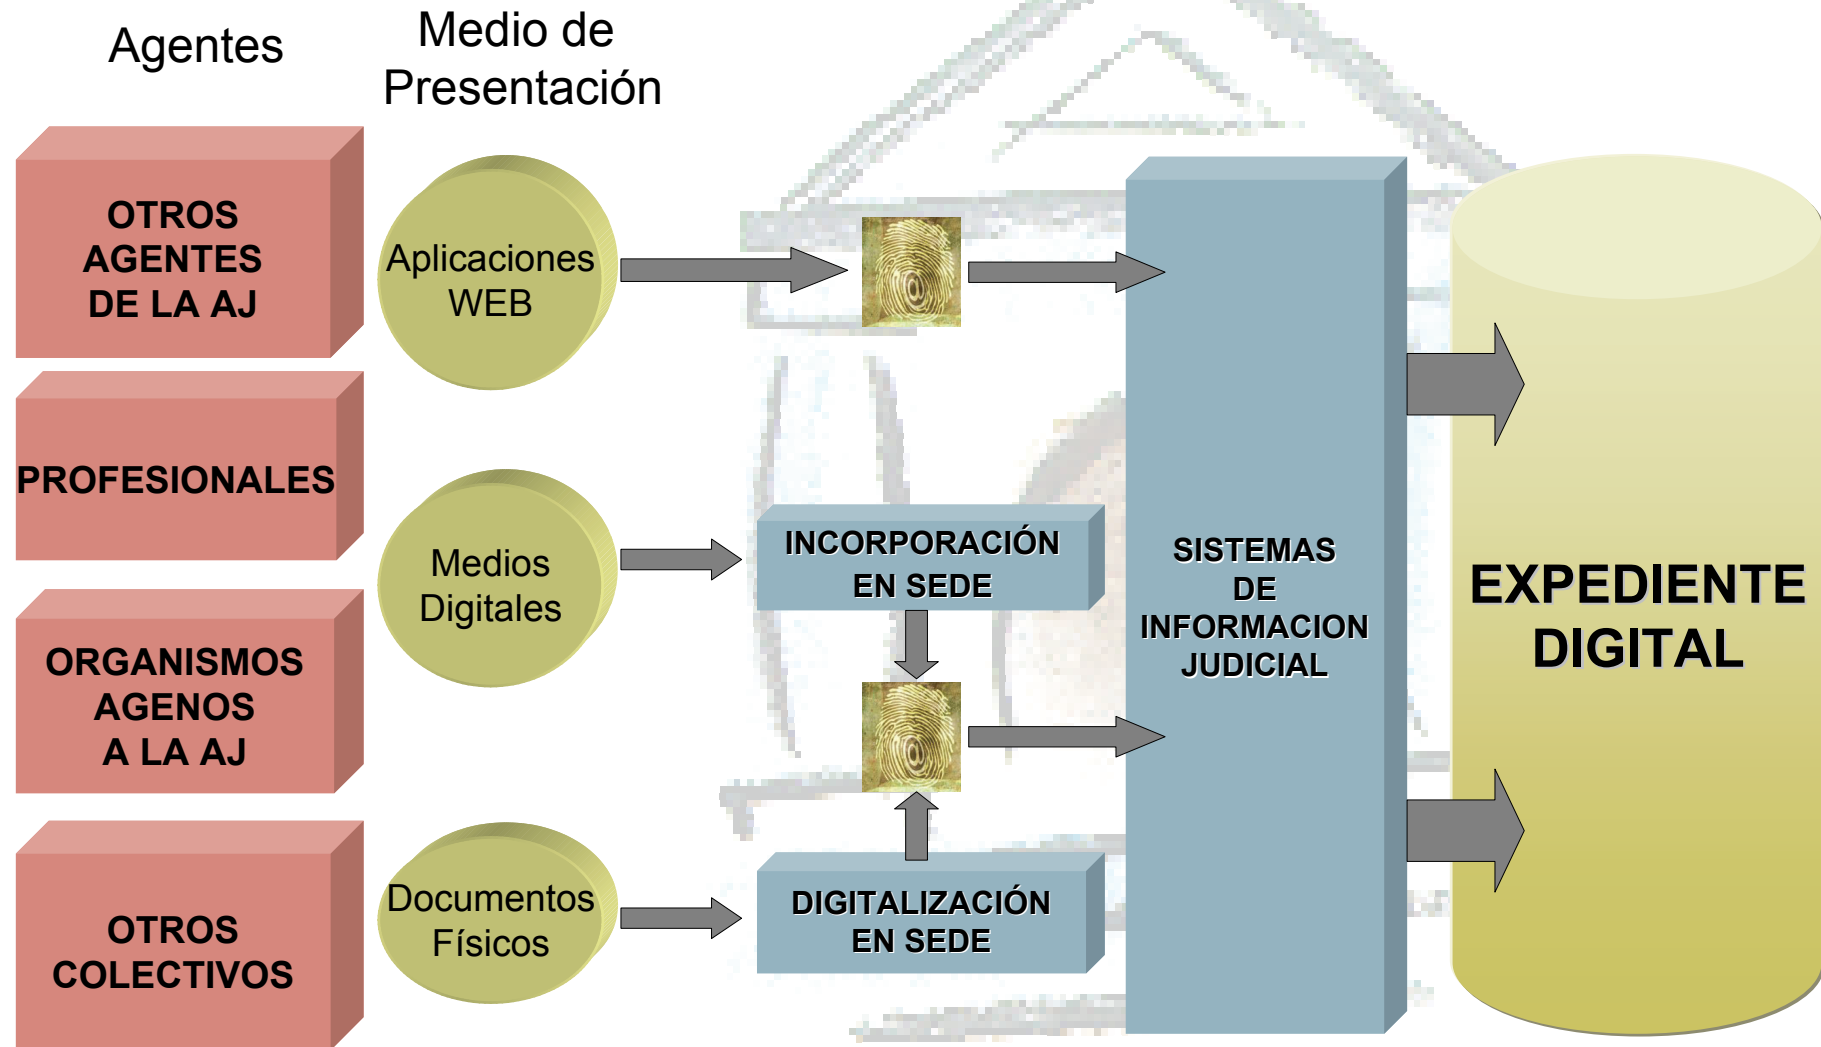 Agentes
Medio de
Presentación
OTROS
AGENTES
DE LA AJ
PROFESIONALES
ORGANISMOS
AGENOS
A LA AJ
OTROS
COLECTIVOS
Aplicaciones
WEB
Medios
Digitales
Documentos
Físicos
INCORPORACIÓN
EN SEDE
@
@
DIGITALIZACIÓN
EN SEDE
SISTEMAS
DE
INFORMACION
JUDICIAL
EXPEDIENTE
DIGITAL